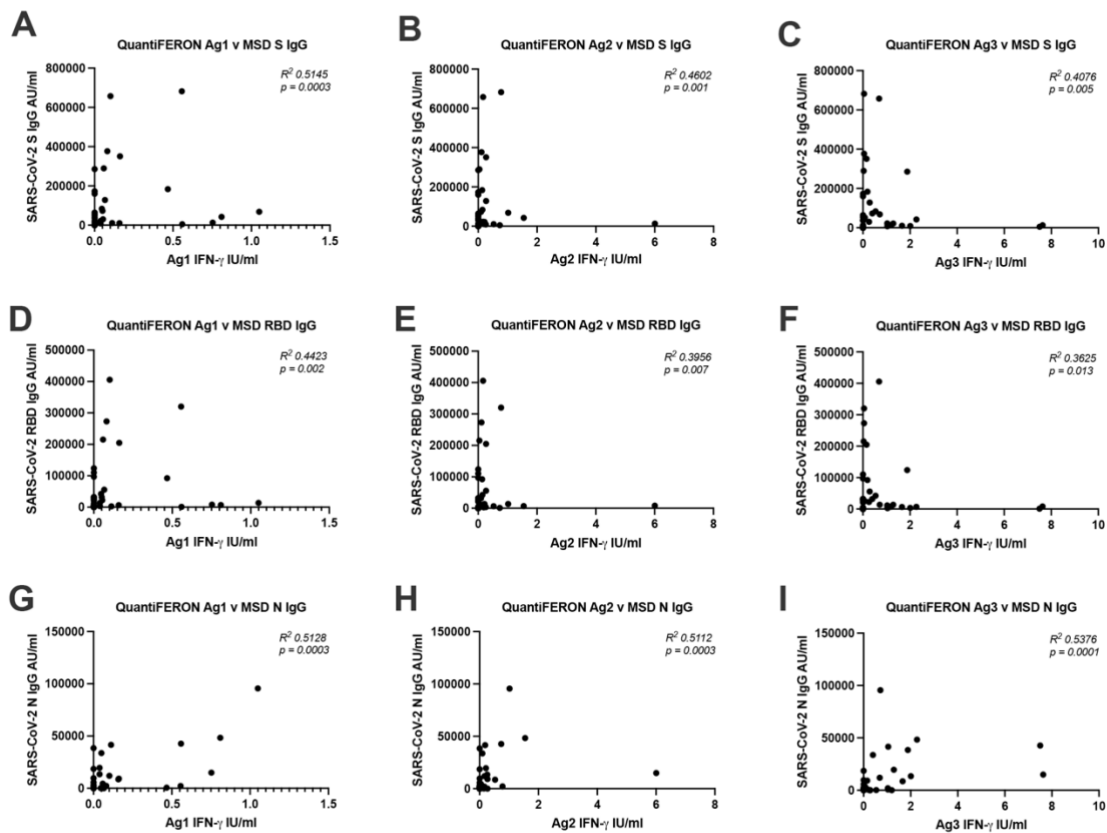 A
QuantiFERON Ag1 v MSD S IgG
R² 0.5145
p = 0.0003
SARS-CoV-2 S IgG AU/ml
800000
600000
400000
200000
0
0.0 0.5 1.0 1.5
Ag1 IFN-γ IU/ml
B
QuantiFERON Ag2 v MSD S IgG
R² 0.4602
p = 0.001
SARS-CoV-2 S IgG AU/ml
800000
600000
400000
200000
0
0 2 4 6 8
Ag2 IFN-γ IU/ml
C
QuantiFERON Ag3 v MSD S IgG
R² 0.4076
p = 0.005
SARS-CoV-2 S IgG AU/ml
800000
600000
400000
200000
0
0 2 4 6 8 10
Ag3 IFN-γ IU/ml
D
QuantiFERON Ag1 v MSD RBD IgG
R² 0.4423
p = 0.002
SARS-CoV-2 RBD IgG AU/ml
500000
400000
300000
200000
100000
0
0.0 0.5 1.0 1.5
Ag1 IFN-γ IU/ml
E
QuantiFERON Ag2 v MSD RBD IgG
R² 0.3956
p = 0.007
SARS-CoV-2 RBD IgG AU/ml
500000
400000
300000
200000
100000
0
0 2 4 6 8
Ag2 IFN-γ IU/ml
F
QuantiFERON Ag3 v MSD RBD IgG
R² 0.3625
p = 0.013
SARS-CoV-2 RBD IgG AU/ml
500000
400000
300000
200000
100000
0
0 2 4 6 8 10
Ag3 IFN-γ IU/ml
G
QuantiFERON Ag1 v MSD N IgG
R² 0.5128
p = 0.0003
SARS-CoV-2 N IgG AU/ml
150000
100000
50000
0
0.0 0.5 1.0 1.5
Ag1 IFN-γ IU/ml
H
QuantiFERON Ag2 v MSD N IgG
R² 0.5112
p = 0.0003
SARS-CoV-2 N IgG AU/ml
150000
100000
50000
0
0 2 4 6 8
Ag2 IFN-γ IU/ml
I
QuantiFERON Ag3 v MSD N IgG
R² 0.5376
p = 0.0001
SARS-CoV-2 N IgG AU/ml
150000
100000
50000
0
0 2 4 6 8 10
Ag3 IFN-γ IU/ml